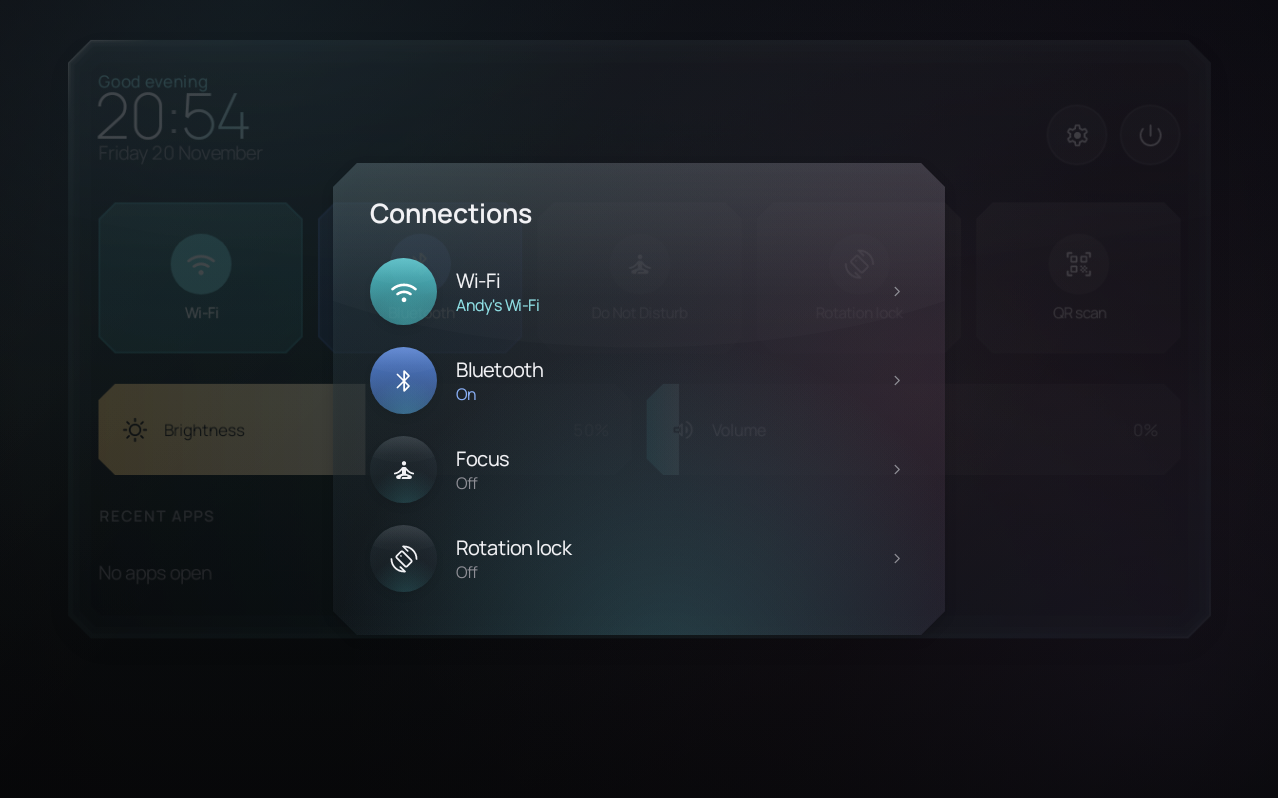 Good evening
20:54
Friday 20 November
Connections
Wi-Fi
Andy's Wi-Fi
Bluetooth
On
Focus
Off
Rotation lock
Off
Wi-Fi
Do Not Disturb
Rotation lock
QR scan
Brightness
Volume
0%
RECENT APPS
No apps open